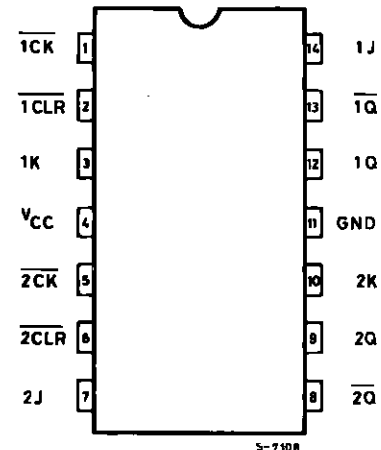 1CK 1 14 1J
1CLR 2 13 1Q
1K 3 12 1Q
VCC 4 11 GND
2CK 5 10 2K
2CLR 6 9 2Q
2J 7 8 2Q
S-7108